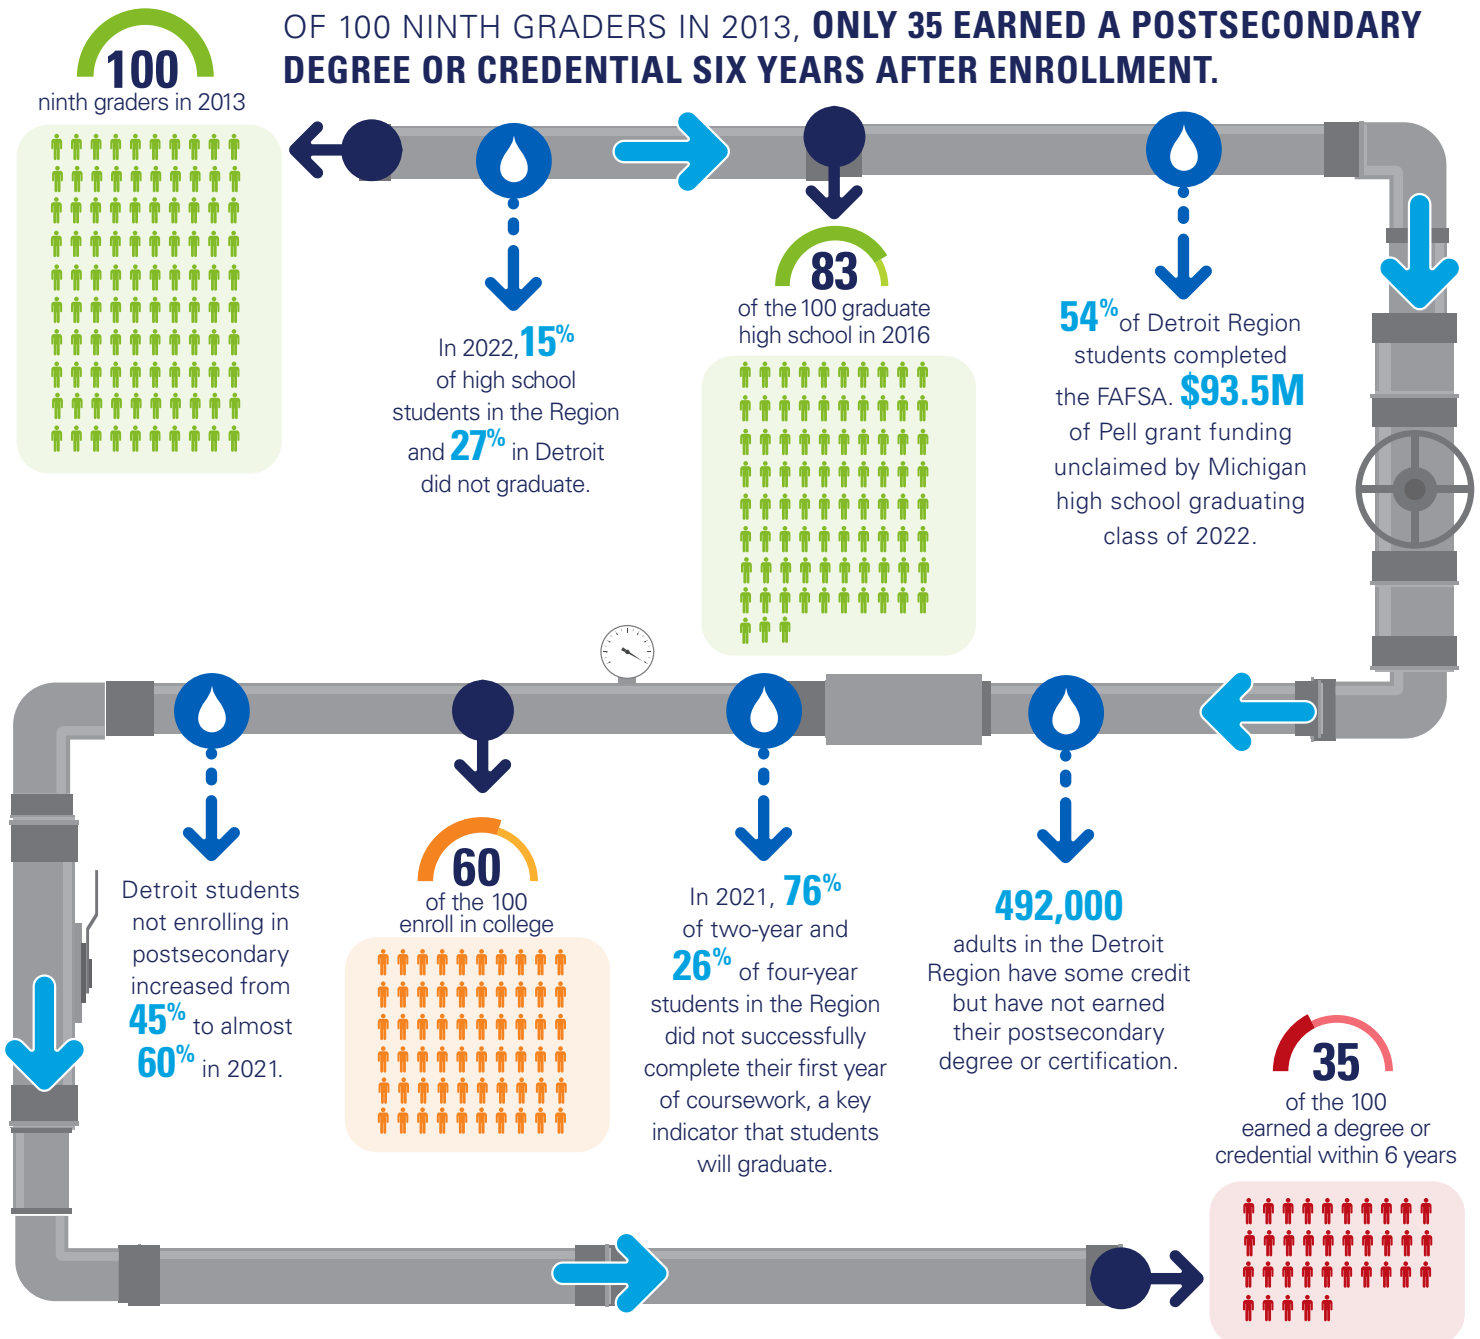 OF 100 NINTH GRADERS IN 2013, ONLY 35 EARNED A POSTSECONDARY
DEGREE OR CREDENTIAL SIX YEARS AFTER ENROLLMENT.
100
ninth graders in 2013
In 2022, 15%
of high school
students in the Region
and 27% in Detroit
did not graduate.
83
of the 100 graduate
high school in 2016
54% of Detroit Region
students completed
the FAFSA. $93.5M
of Pell grant funding
unclaimed by Michigan
high school graduating
class of 2022.
Detroit students
not enrolling in
postsecondary
increased from
45% to almost
60% in 2021.
60
of the 100
enroll in college
In 2021, 76%
of two-year and
26% of four-year
students in the Region
did not successfully
complete their first year
of coursework, a key
indicator that students
will graduate.
492,000
adults in the Detroit
Region have some credit
but have not earned
their postsecondary
degree or certification.
35
of the 100
earned a degree or
credential within 6 years